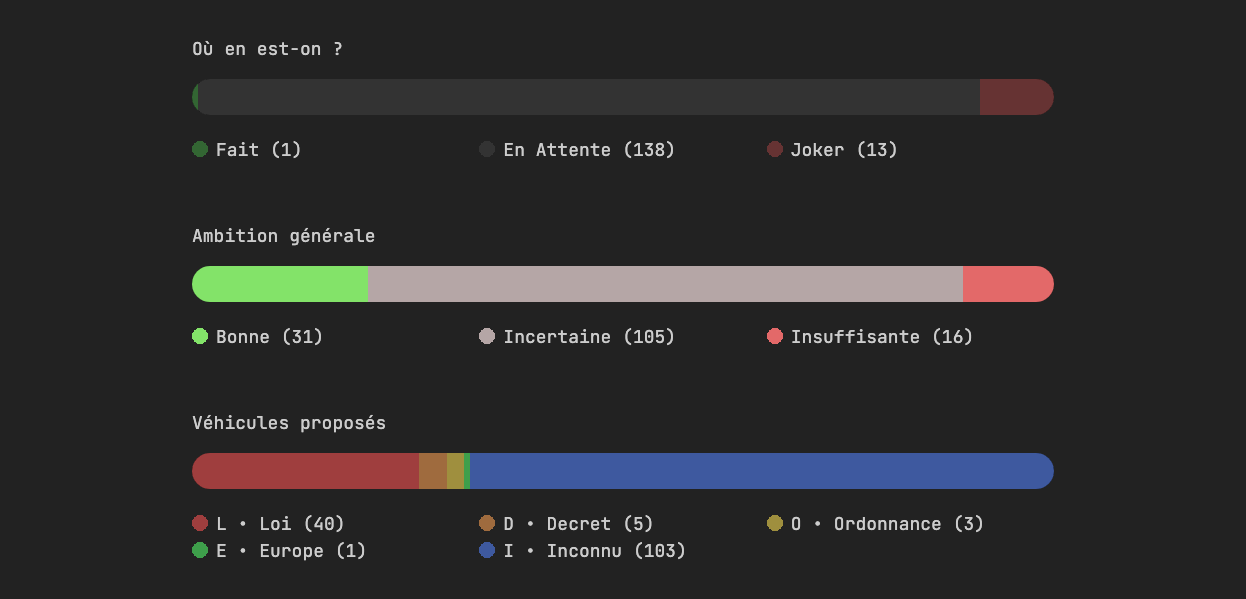 Où en est-on ?
Fait (1) En Attente (138) Joker (13)
Ambition générale
Bonne (31) Incertaine (105) Insuffisante (16)
Véhicules proposés
L • Loi (40) D • Decret (5) O • Ordonnance (3)
E • Europe (1) I • Inconnu (103)